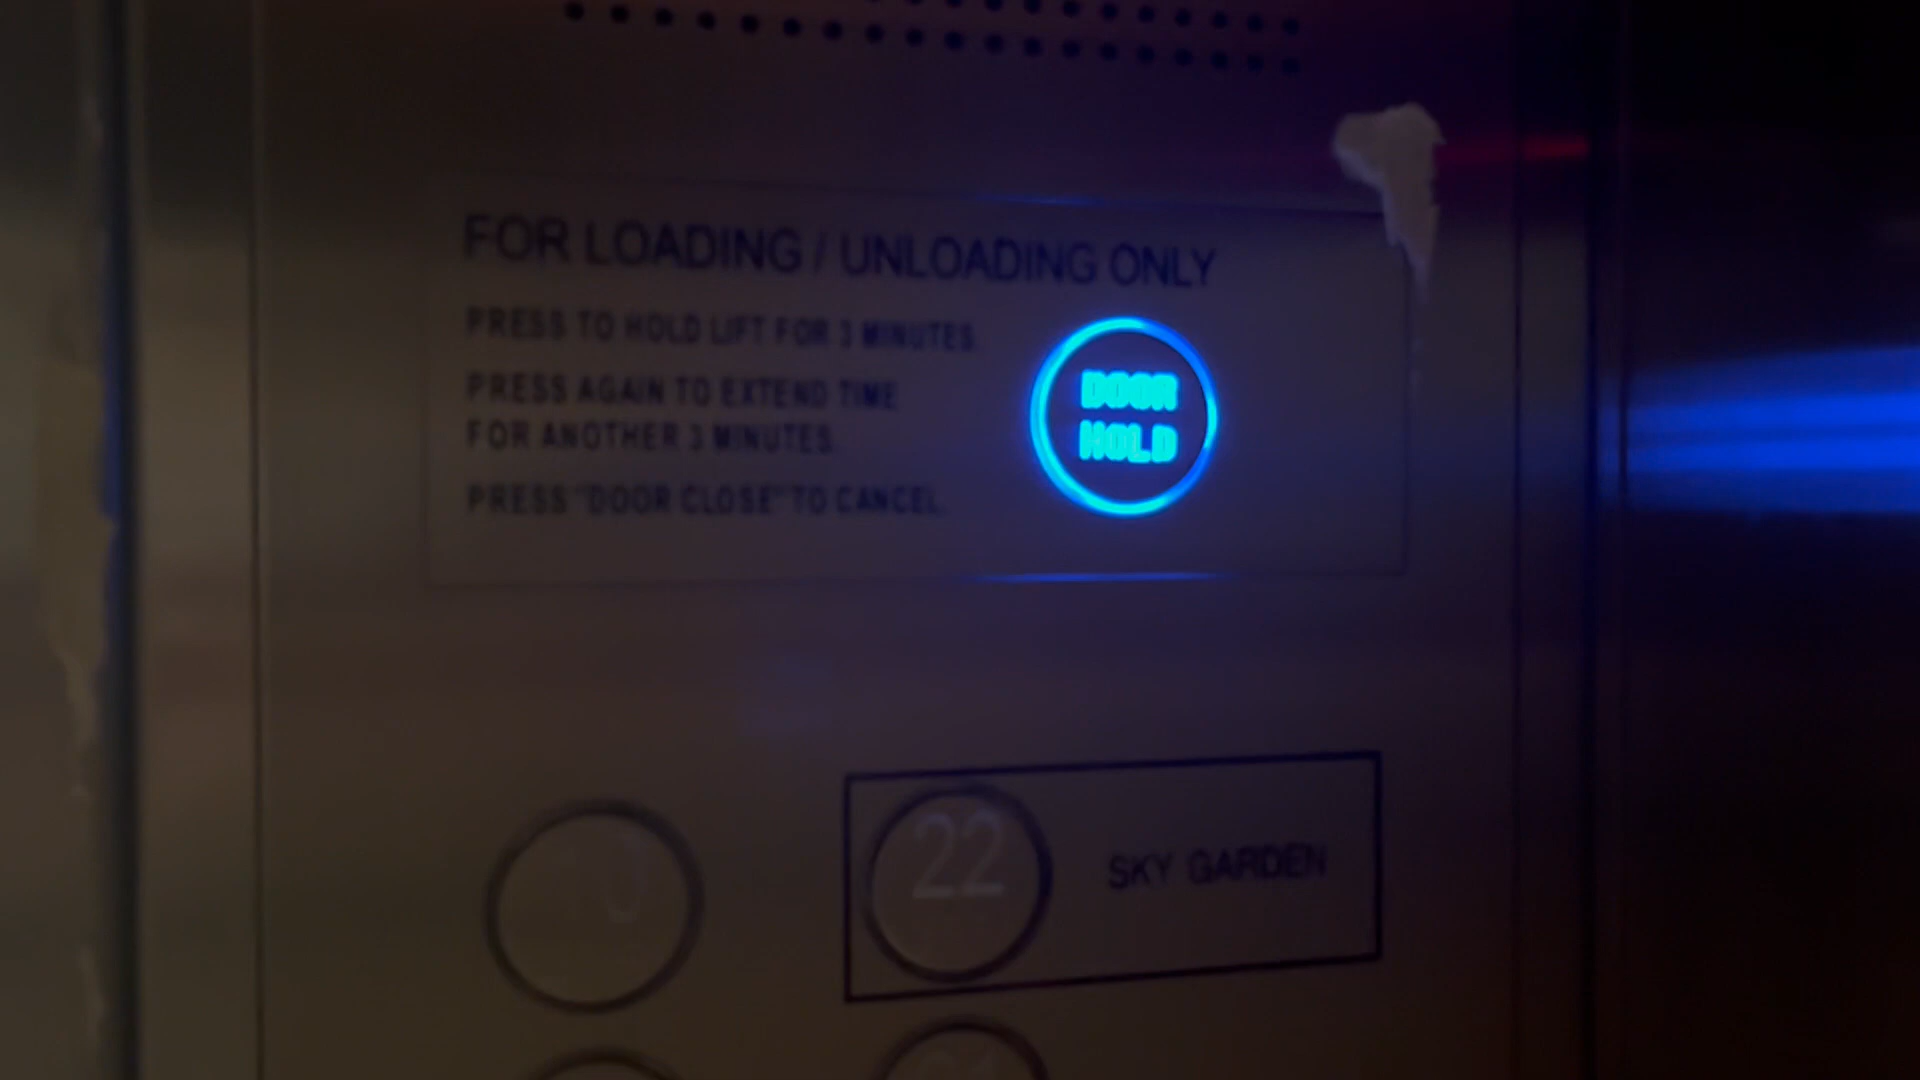 FOR LOADING / UNLOADING ONLY
PRESS TO HOLD LIFT FOR 3 MINUTES.
PRESS AGAIN TO EXTEND TIME
FOR ANOTHER 3 MINUTES.
PRESS "DOOR CLOSE" TO CANCEL.
DOOR
HOLD
22
SKY GARDEN